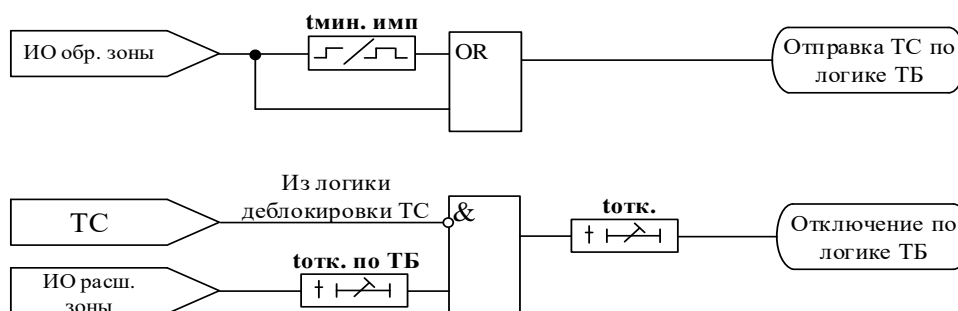 tмин. имп
ИО обр. зоны
OR
Отправка ТС по
логике ТБ
Из логики
деблокировки ТС
ТС
&
tотк.
Отключение по
логике ТБ
tотк. по ТБ
ИО расш.
зоны